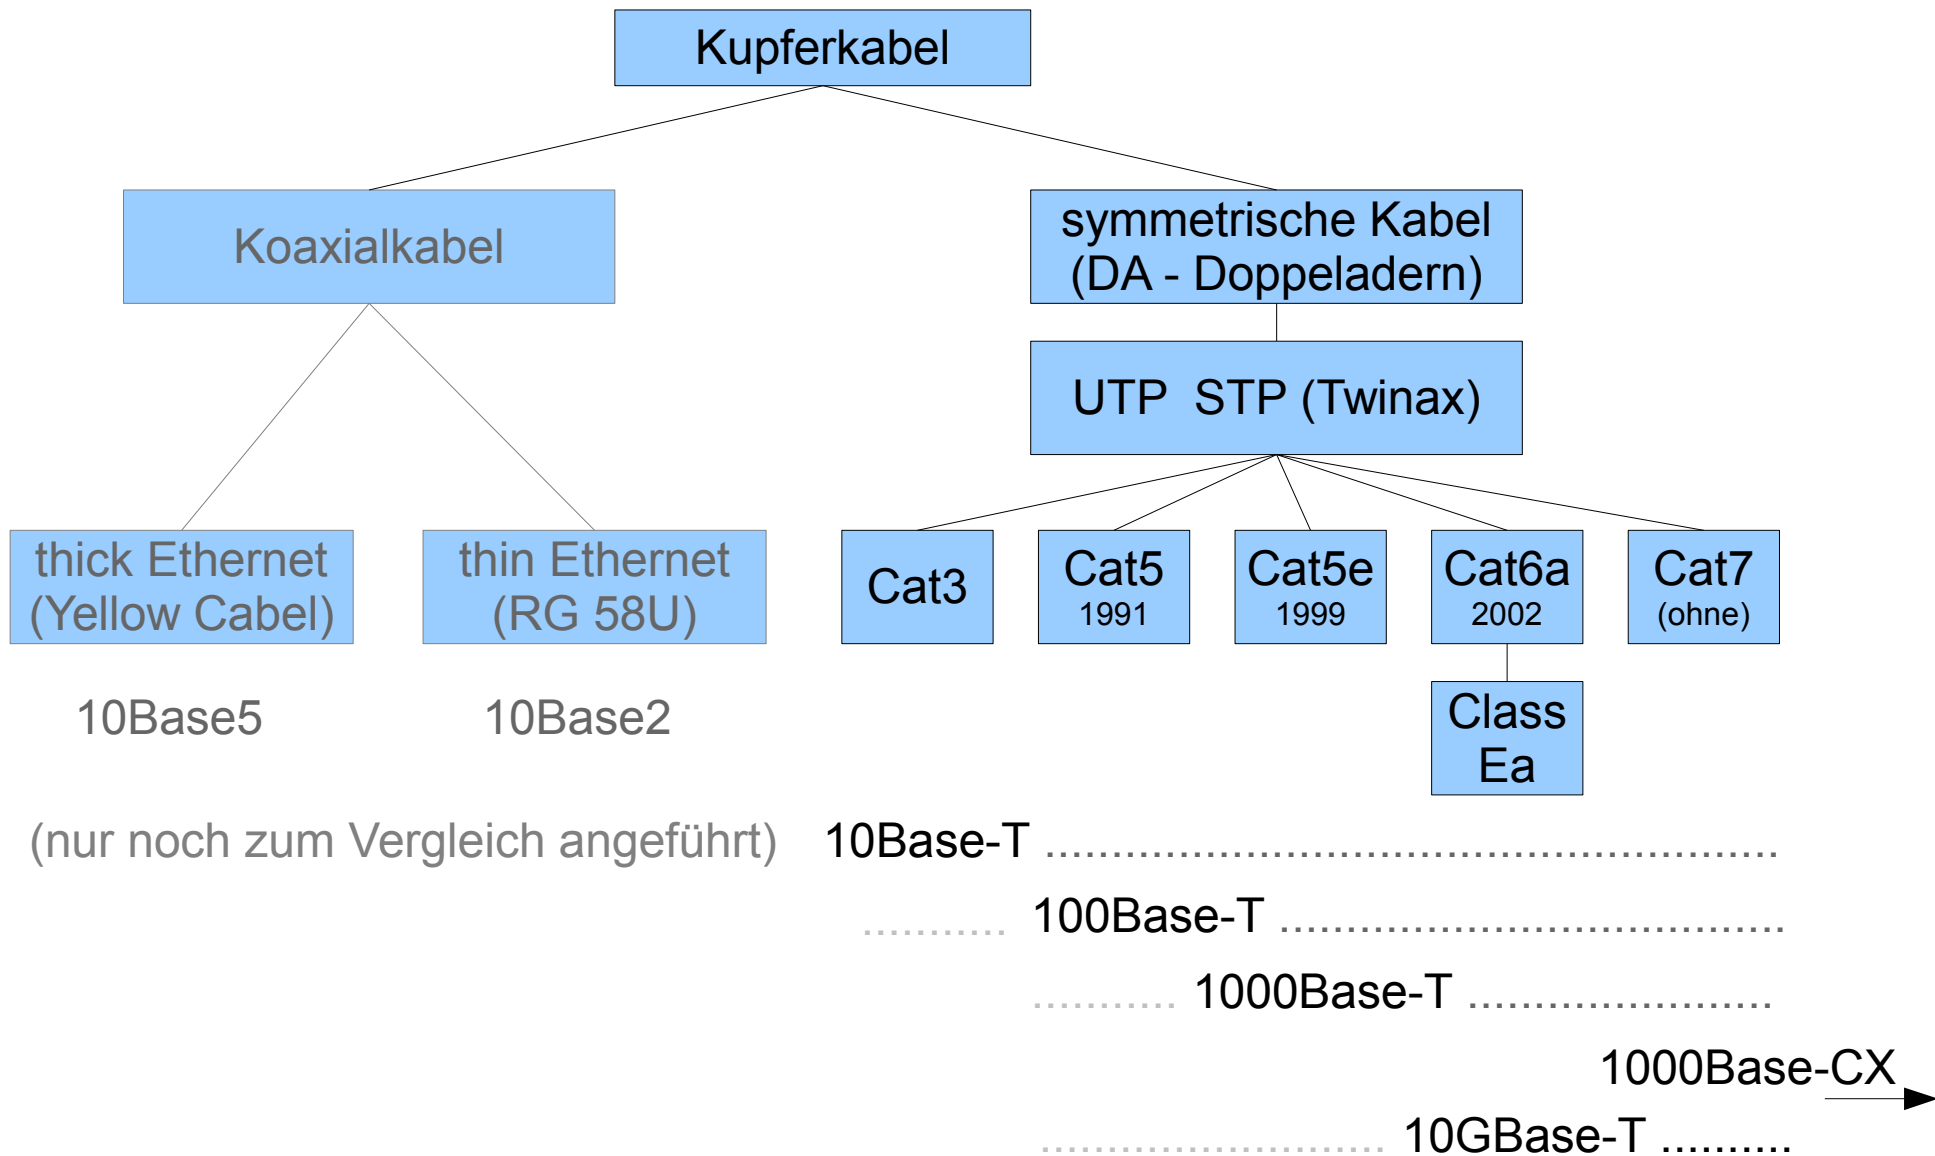 Kupferkabel
Koaxialkabel
symmetrische Kabel
(DA - Doppeladern)
UTP  STP (Twinax)
thick Ethernet
(Yellow Cabel)
thin Ethernet
(RG 58U)
Cat3
Cat5
1991
Cat5e
1999
Cat6a
2002
Cat7
(ohne)
10Base5
10Base2
Class
Ea
(nur noch zum Vergleich angeführt)
10Base-T .......................................................
........... 100Base-T ......................................
........... 1000Base-T .......................
1000Base-CX
.......................... 10GBase-T ..........